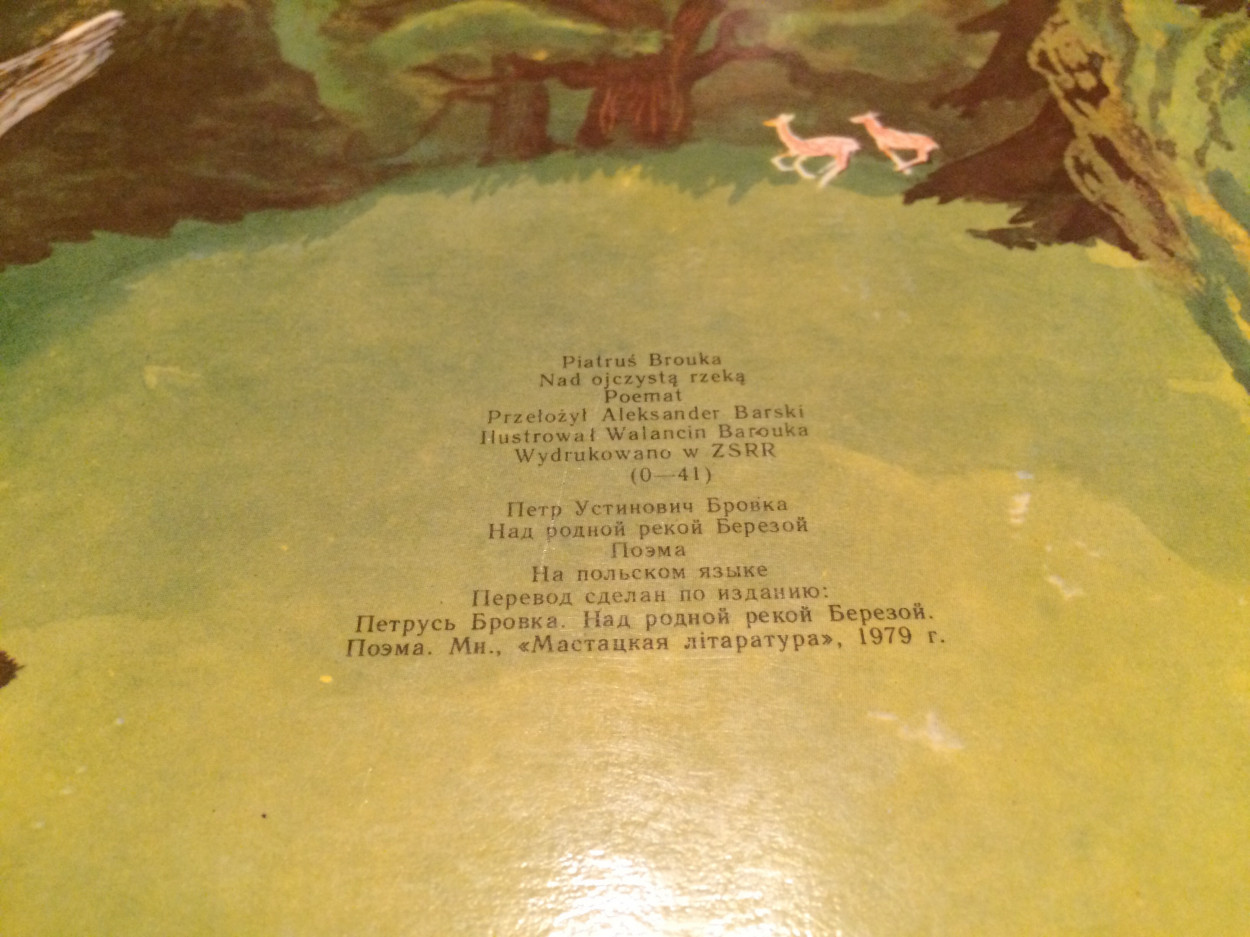 Piatruś Brouka
Nad ojczystą rzeką
Poemat
Przełożył Aleksander Barski
Ilustrował Walancin Barouka
Wydrukowano w ZSRR
(0—41)
Петр Устинович Бровка
Над родной рекой Березой
Поэма
На польском языке
Перевод сделан по изданию:
Петрусь Бровка. Над родной рекой Березой.
Поэма. Мн., «Мастацкая літаратура», 1979 г.